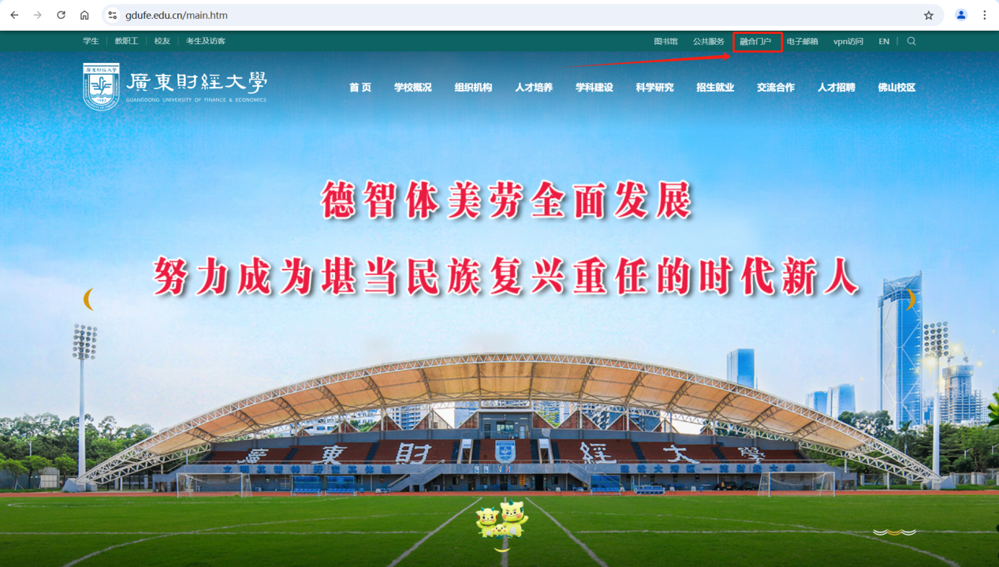 gdufe.edu.cn/main.htm
学生 教职工 校友 考生及访客 图书馆 公共服务 融合门户 电子邮箱 vpn访问 EN
廣東財經大學
GUANGDONG UNIVERSITY OF FINANCE & ECONOMICS
首 页 学校概况 组织机构 人才培养 学科建设 科学研究 招生就业 交流合作 人才招聘 佛山校区
德智体美劳全面发展
努力成为堪当民族复兴重任的时代新人
廣東財經大學